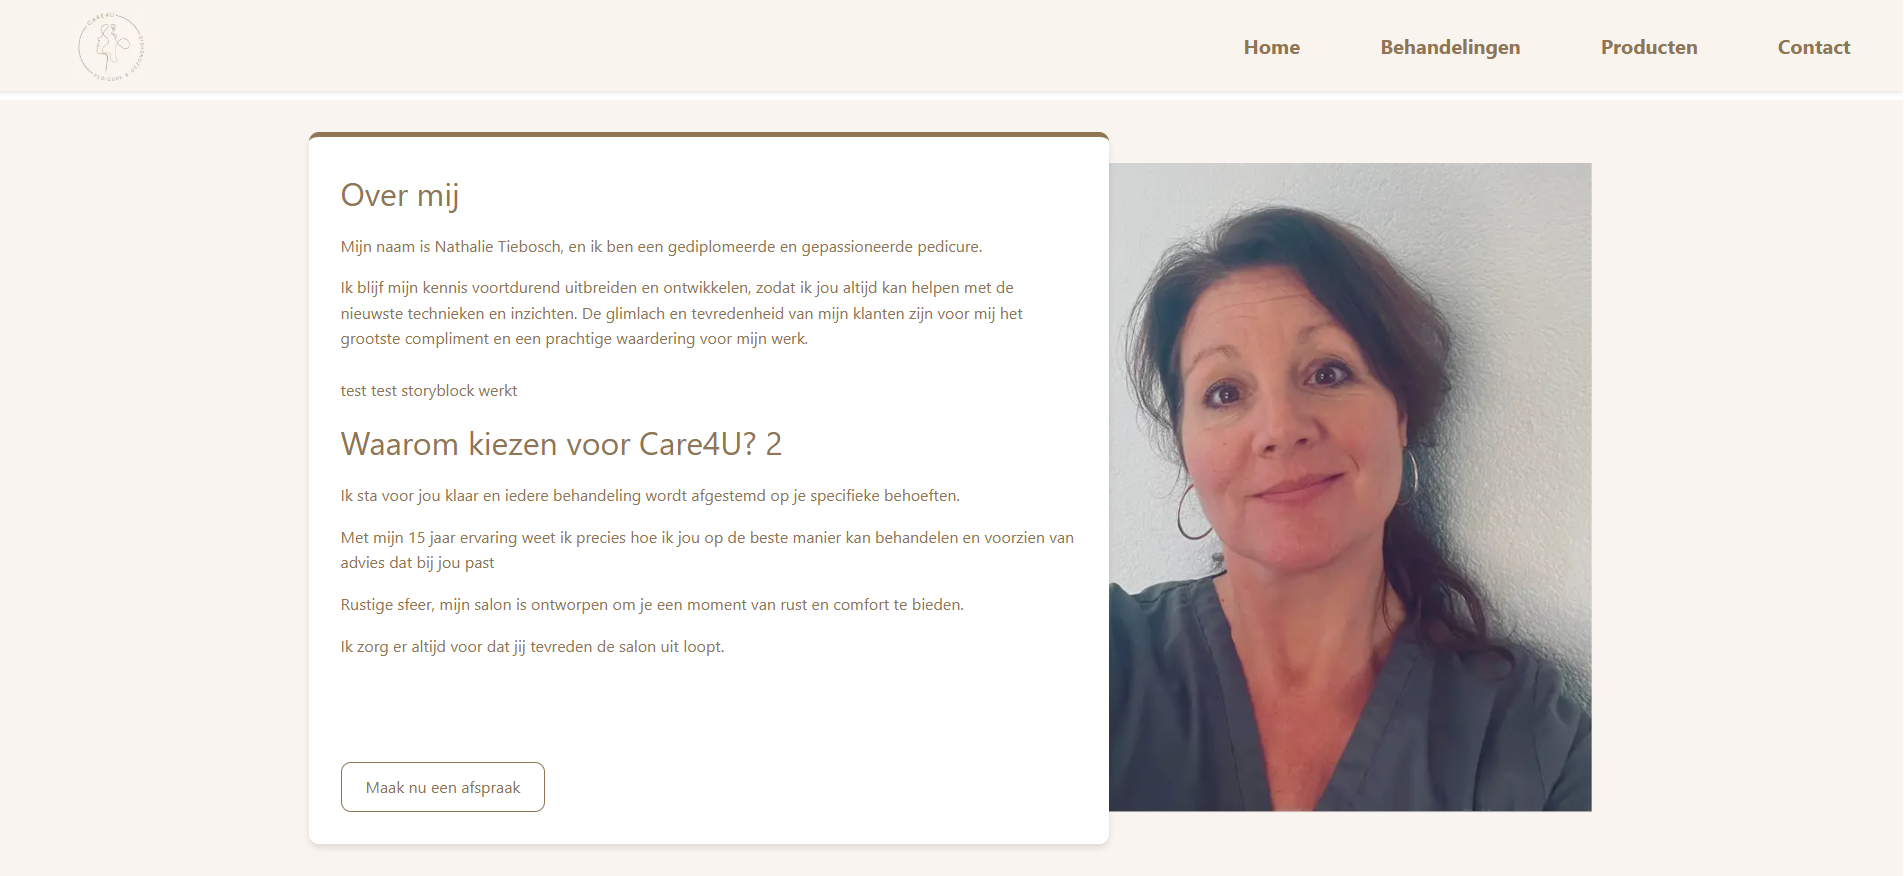 CARE4U
PEDICURE & GEZONDHEID
Home
Behandelingen
Producten
Contact
Over mij
Mijn naam is Nathalie Tiebosch, en ik ben een gediplomeerde en gepassioneerde pedicure.
Ik blijf mijn kennis voortdurend uitbreiden en ontwikkelen, zodat ik jou altijd kan helpen met de
nieuwste technieken en inzichten. De glimlach en tevredenheid van mijn klanten zijn voor mij het
grootste compliment en een prachtige waardering voor mijn werk.
test test storyblock werkt
Waarom kiezen voor Care4U? 2
Ik sta voor jou klaar en iedere behandeling wordt afgestemd op je specifieke behoeften.
Met mijn 15 jaar ervaring weet ik precies hoe ik jou op de beste manier kan behandelen en voorzien van
advies dat bij jou past
Rustige sfeer, mijn salon is ontworpen om je een moment van rust en comfort te bieden.
Ik zorg er altijd voor dat jij tevreden de salon uit loopt.
Maak nu een afspraak